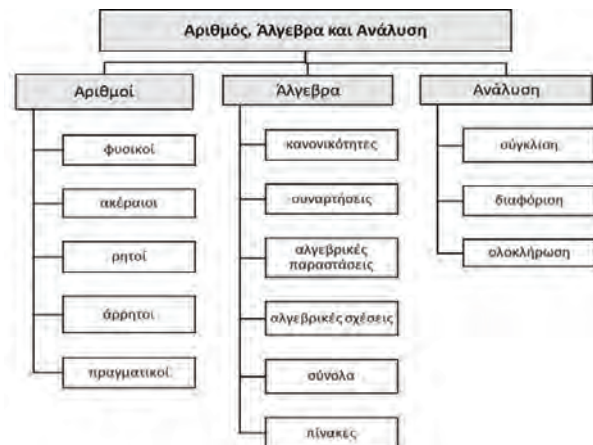 Αριθμός, Άλγεβρα και Ανάλυση
Αριθμοί
φυσικοί
ακέραιοι
ρητοί
άρρητοι
πραγματικοί
Άλγεβρα
κανονικότητες
συναρτήσεις
αλγεβρικές
παραστάσεις
αλγεβρικές σχέσεις
σύνολα
πίνακες
Ανάλυση
σύγκλιση
διαφόριση
ολοκλήρωση